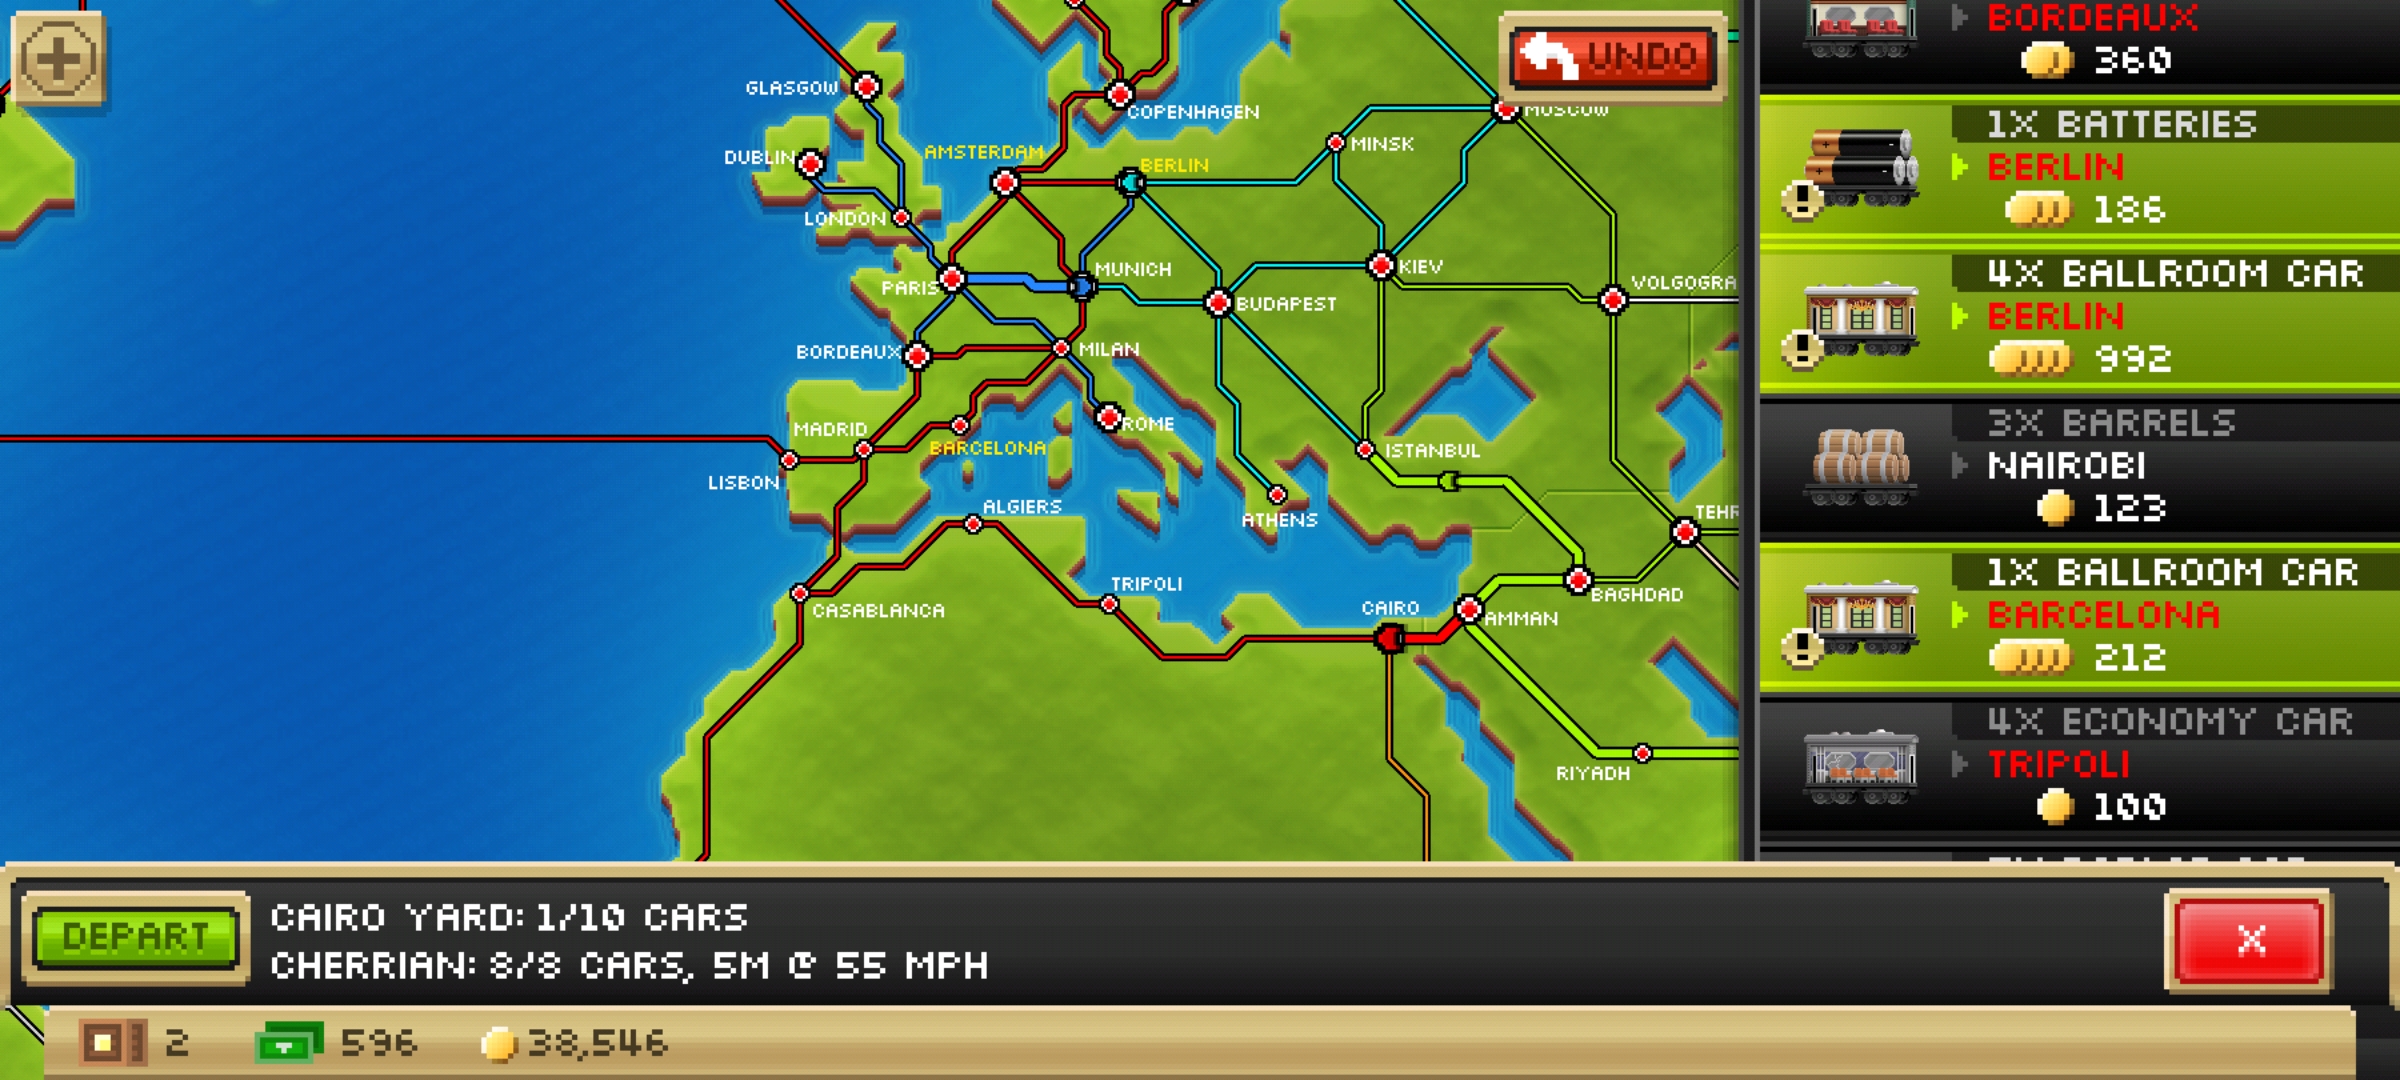 UNDO
GLASGOW
COPENHAGEN
MOSCOW
DUBLIN
AMSTERDAM
BERLIN
MINSK
LONDON
PARIS
MUNICH
KIEV
VOLGOGRA
BUDAPEST
BORDEAUX
MILAN
MADRID
BARCELONA
ROME
ISTANBUL
LISBON
ALGIERS
ATHENS
TEHR
CASABLANCA
TRIPOLI
CAIRO
AMMAN
BAGHDAD
RIYADH
BORDEAUX
360
1X BATTERIES
BERLIN
186
4X BALLROOM CAR
BERLIN
992
3X BARRELS
NAIROBI
123
1X BALLROOM CAR
BARCELONA
212
4X ECONOMY CAR
TRIPOLI
100
DEPART
CAIRO YARD: 1/10 CARS
CHERRIAN: 8/8 CARS, 5M @ 55 MPH
X
2
596
38,546